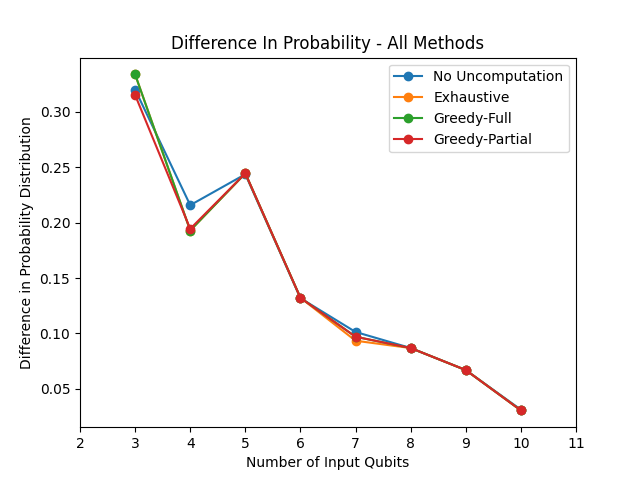 Difference In Probability - All Methods
No Uncomputation
Exhaustive
Greedy-Full
Greedy-Partial
Difference in Probability Distribution
0.30
0.25
0.20
0.15
0.10
0.05
2 3 4 5 6 7 8 9 10 11
Number of Input Qubits